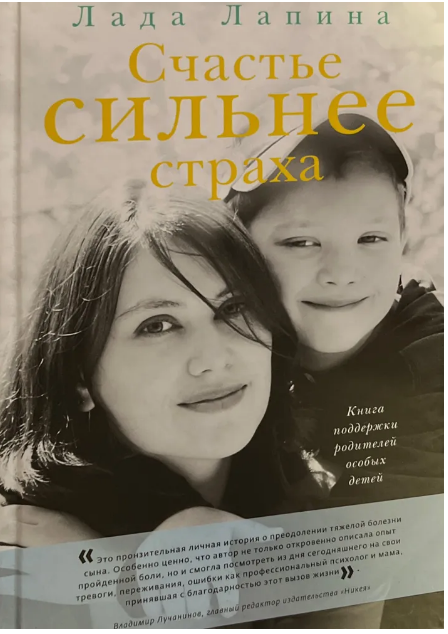 Лада Лапина
Счастье
сильнее
страха
Книга
поддержки
родителей
особых
детей
«Это пронзительная личная история о преодолении тяжелой болезни
сына. Особенно ценно, что автор не только откровенно описала опыт
пройденной боли, но и смогла посмотреть из дня сегодняшнего на свои
тревоги, переживания, ошибки как профессиональный психолог и мама,
принявшая с благодарностью этот вызов жизни».
Владимир Лучанинов, главный редактор издательства «Никея»